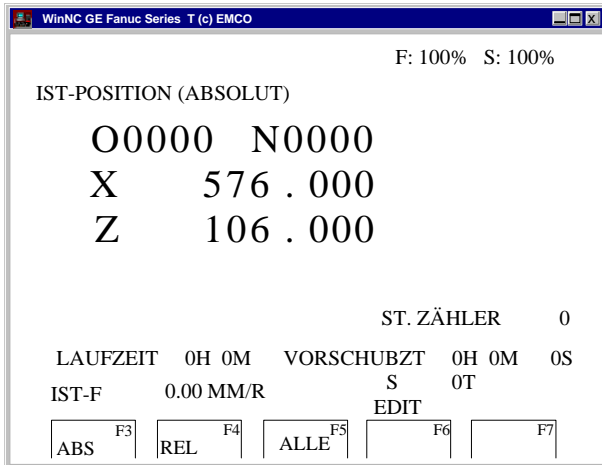 WinNC GE Fanuc Series T (c) EMCO
F: 100% S: 100%
IST-POSITION (ABSOLUT)
O0000 N0000
X 576 . 000
Z 106 . 000
ST. ZÄHLER 0
LAUFZEIT 0H 0M VORSCHUBZT 0H 0M 0S
IST-F 0.00 MM/R S 0T
EDIT
F3 F4 F5 F6 F7
ABS REL ALLE